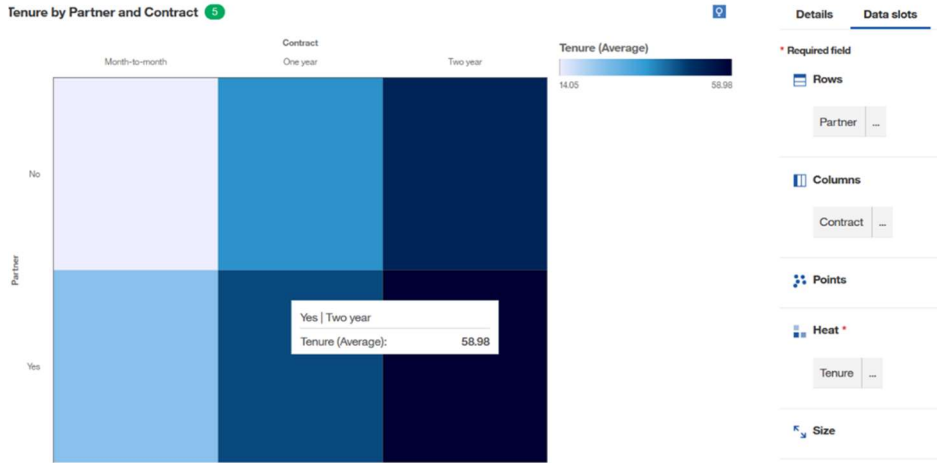 Tenure by Partner and Contract 5
Contract
Month-to-month One year Two year
Tenure (Average)
14.05 58.98
No
Yes
Partner
Yes | Two year
Tenure (Average): 58.98
Details Data slots
* Required field
Rows
Partner ...
Columns
Contract ...
Points
Heat *
Tenure ...
Size